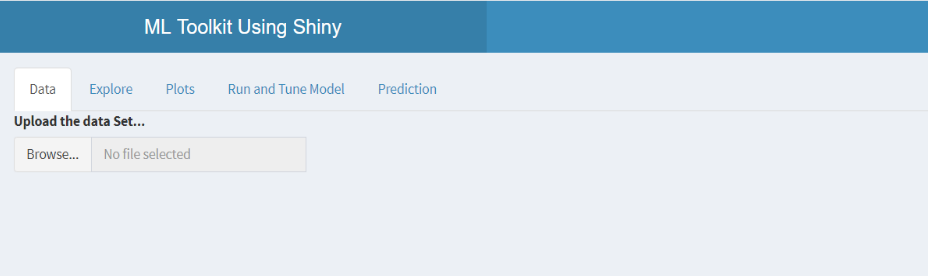 ML Toolkit Using Shiny
Data Explore Plots Run and Tune Model Prediction
Upload the data Set...
Browse... No file selected